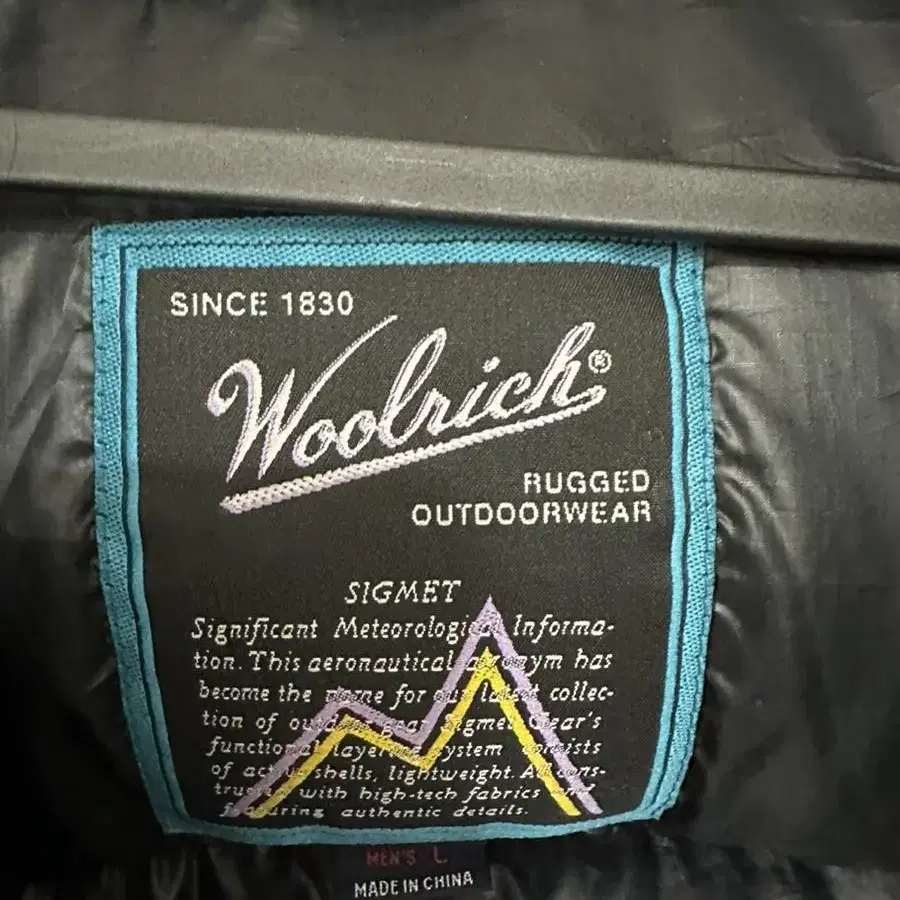 SINCE 1830
Woolrich®
RUGGED
OUTDOORWEAR
SIGMET
Significant Meteorological Informa-
tion. This aeronautical acronym has
become the name for our latest collec-
tion of outdoor gear. Sigmet Gear's
functional layering system consists
of active shells, lightweight. All cons-
tructed with high-tech fabrics and
featuring authentic details.
MEN'S L
MADE IN CHINA